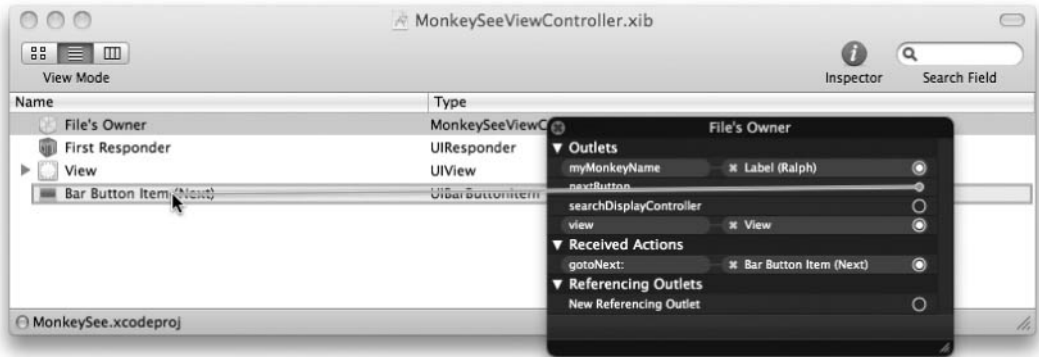 MonkeySeeViewController.xib
View Mode
Inspector
Search Field
Name Type
File's Owner MonkeySeeViewC
First Responder UIResponder
View UIView
Bar Button Item (Next) UIBarButtonItem
File's Owner
Outlets
myMonkeyName Label (Ralph)
nextButton
searchDisplayController
view View
Received Actions
gotoNext: Bar Button Item (Next)
Referencing Outlets
New Referencing Outlet
MonkeySee.xcodeproj